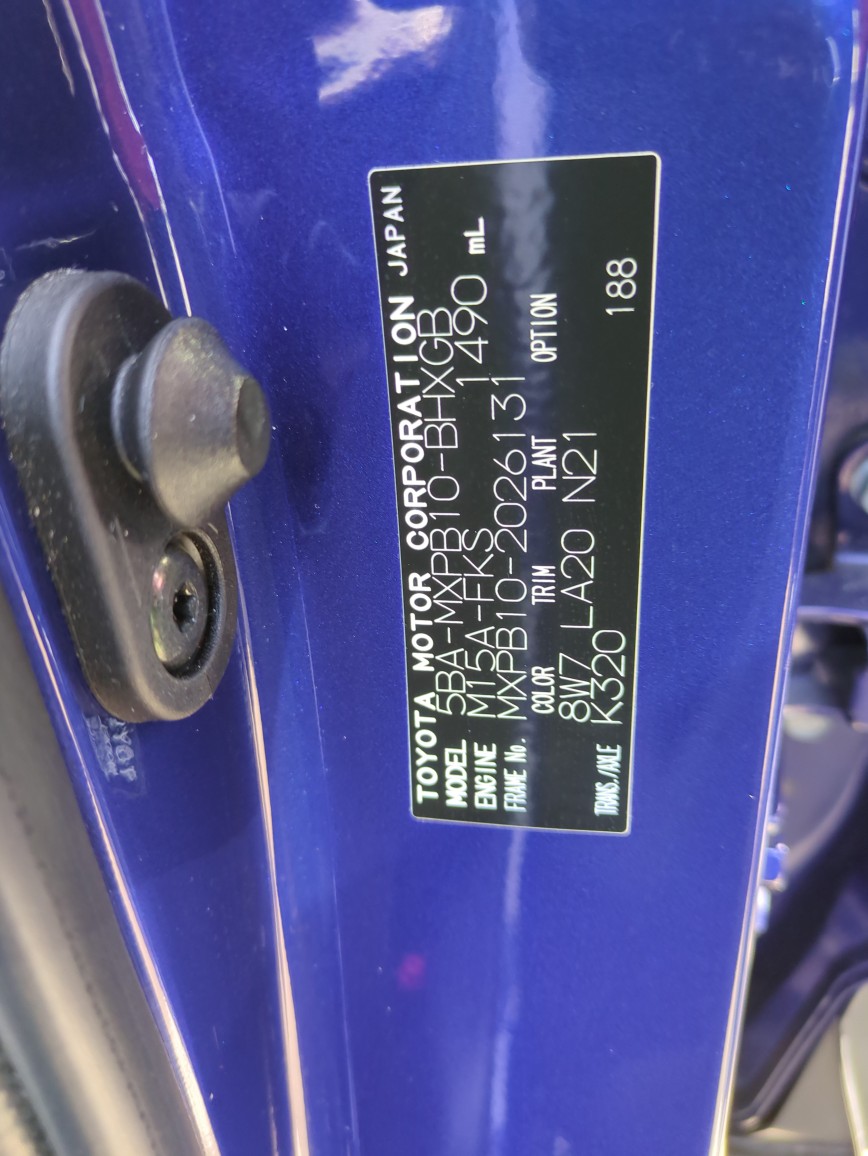 TOYOTA MOTOR CORPORATION JAPAN
MODEL 5BA-MXPB10-BHXGB
ENGINE M15A-FKS 1490 mL
FRAME No. MXPB10-2026131
COLOR TRIM PLANT OPTION
8W7 LA20 N21
TRANS./AXLE K320 188